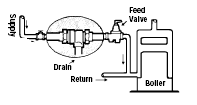 Feed
Valve
Supply
Drain
Return
Boiler